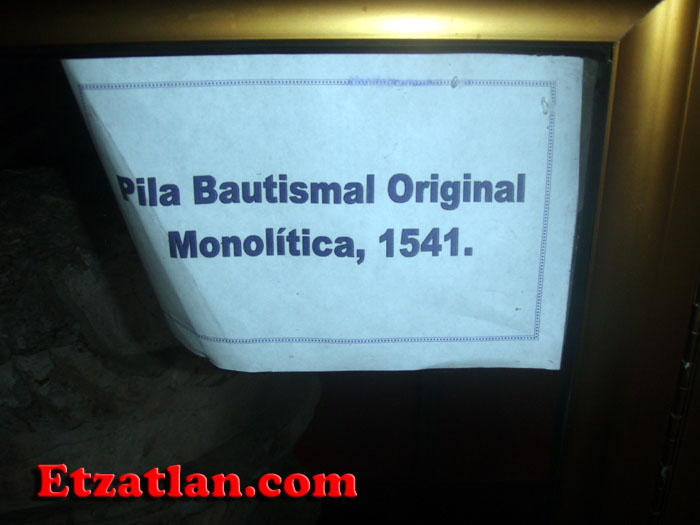 Pila Bautismal Original
Monolítica, 1541.
Etzatlan.com